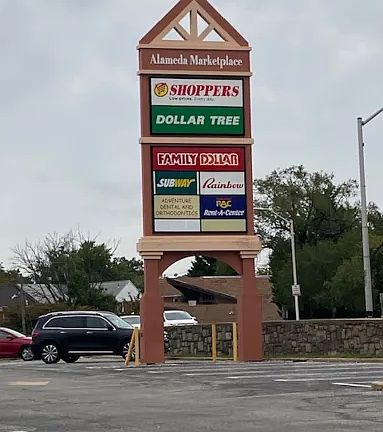 Alameda Marketplace
SHOPPERS
Low prices. Every day.
DOLLAR TREE
FAMILY DOLLAR
SUBWAY
Rainbow
ADVENTURE
DENTAL AND
ORTHODONTICS
RAC
Rent-A-Center